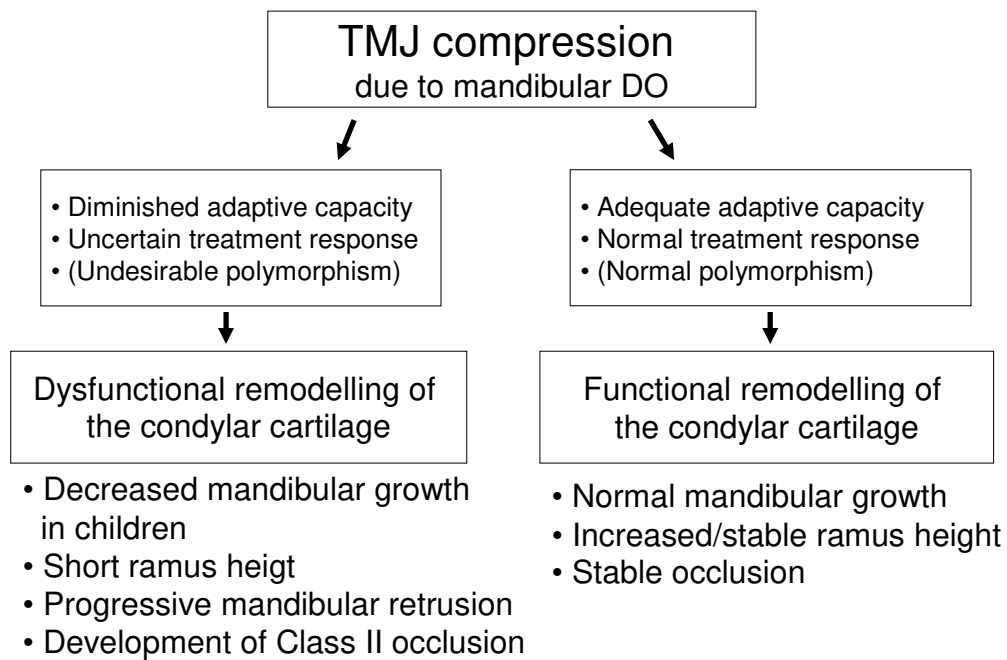 TMJ compression
due to mandibular DO
• Diminished adaptive capacity
• Uncertain treatment response
• (Undesirable polymorphism)
• Adequate adaptive capacity
• Normal treatment response
• (Normal polymorphism)
Dysfunctional remodelling of
the condylar cartilage
Functional remodelling of
the condylar cartilage
• Decreased mandibular growth
in children
• Short ramus heigt
• Progressive mandibular retrusion
• Development of Class II occlusion
• Normal mandibular growth
• Increased/stable ramus height
• Stable occlusion